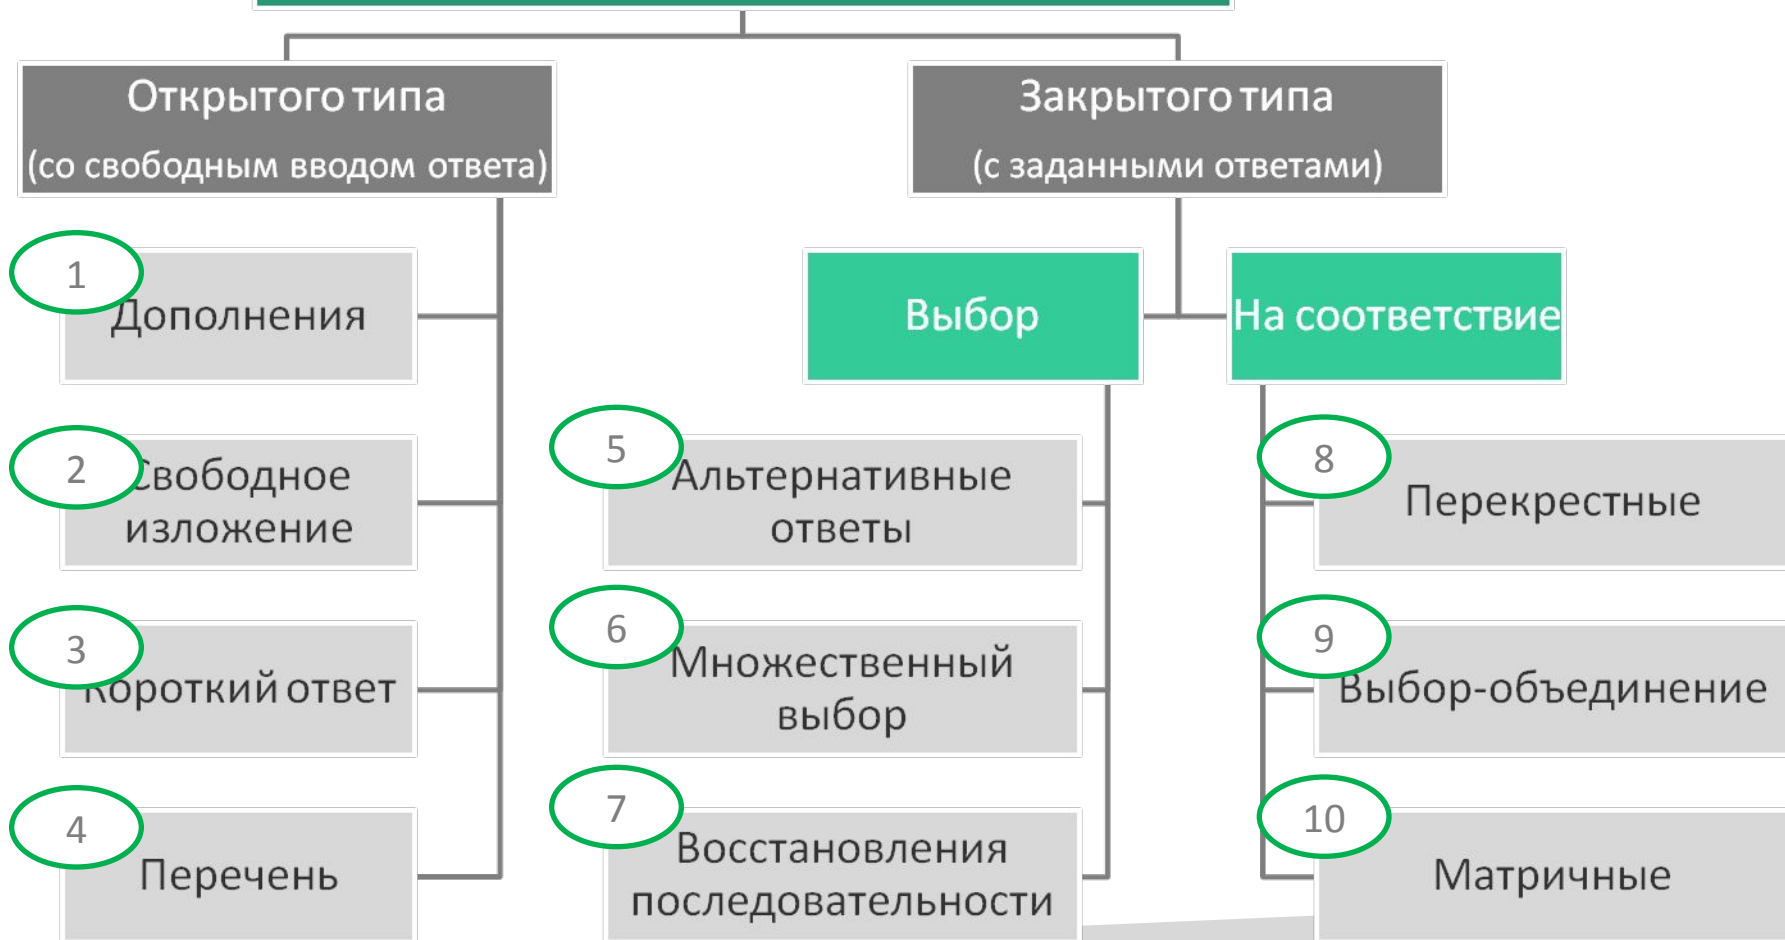 Открытого типа
(со свободным вводом ответа)
Закрытого типа
(с заданными ответами)
1
Дополнения
Выбор
На соответствие
2
Свободное
изложение
5
Альтернативные
ответы
8
Перекрестные
3
Короткий ответ
6
Множественный
выбор
9
Выбор-объединение
4
Перечень
7
Восстановления
последовательности
10
Матричные